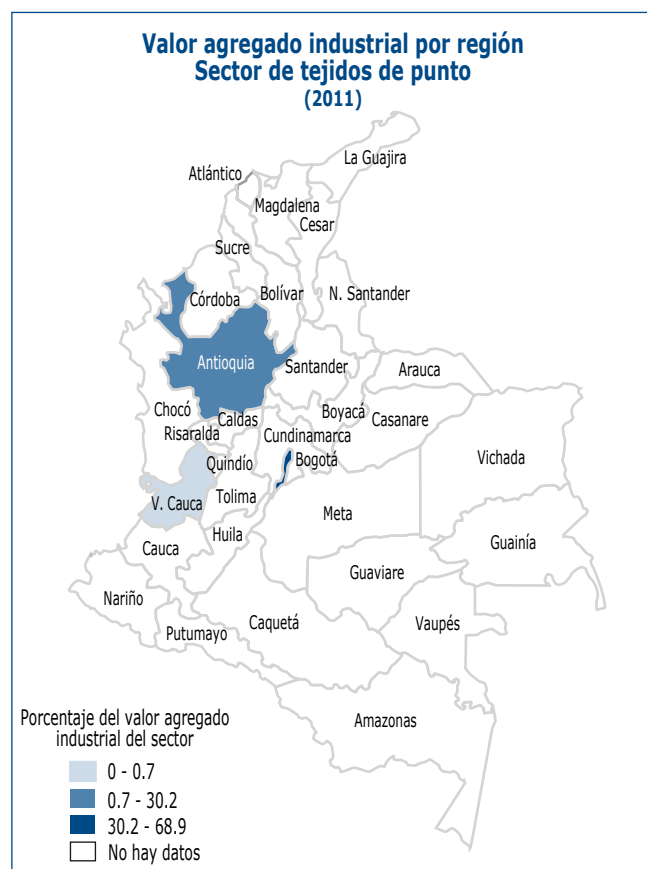 Valor agregado industrial por región
Sector de tejidos de punto
(2011)
La Guajira
Atlántico
Magdalena
Cesar
Sucre
Córdoba
Bolívar
N. Santander
Antioquia
Santander
Arauca
Chocó
Caldas
Boyacá
Casanare
Risaralda
Cundinamarca
Quindío
Bogotá
Vichada
V. Cauca
Tolima
Meta
Cauca
Huila
Guainía
Guaviare
Nariño
Caquetá
Vaupés
Putumayo
Amazonas
Porcentaje del valor agregado
industrial del sector
0 - 0.7
0.7 - 30.2
30.2 - 68.9
No hay datos